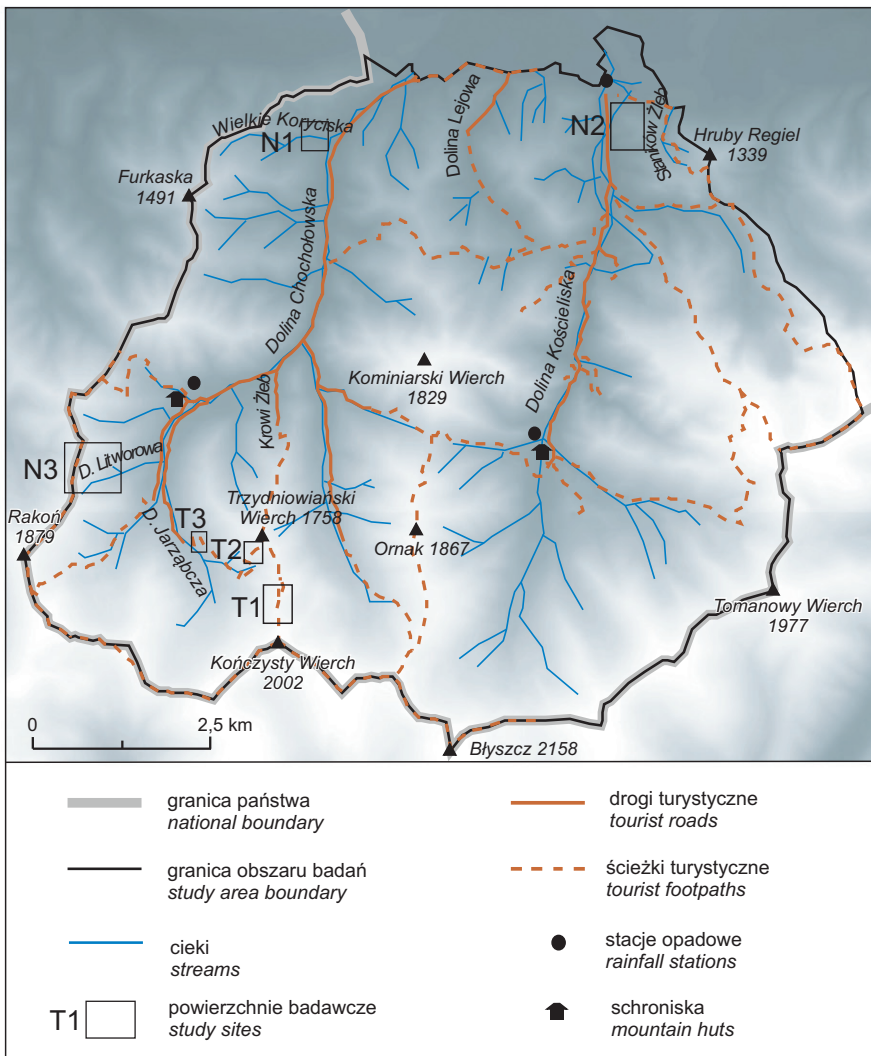 Wielkie Koryciska
N1
Dolina Lejowa
N2
Staników Żleb
Hruby Regiel
1339
Furkaska
1491
Dolina Chochołowska
Dolina Kościeliska
Kominiarski Wierch
1829
Krowi Żleb
N3
D. Litworowa
Rakoń
1879
D. Jarząbcza
T3
T2
Trzydniowiański
Wierch 1758
Ornak 1867
T1
Tomanowy Wierch
1977
Kończysty Wierch
2002
0
2,5 km
Błyszcz 2158
granica państwa
national boundary
drogi turystyczne
tourist roads
granica obszaru badań
study area boundary
ścieżki turystyczne
tourist footpaths
cieki
streams
stacje opadowe
rainfall stations
T1
powierzchnie badawcze
study sites
schroniska
mountain huts